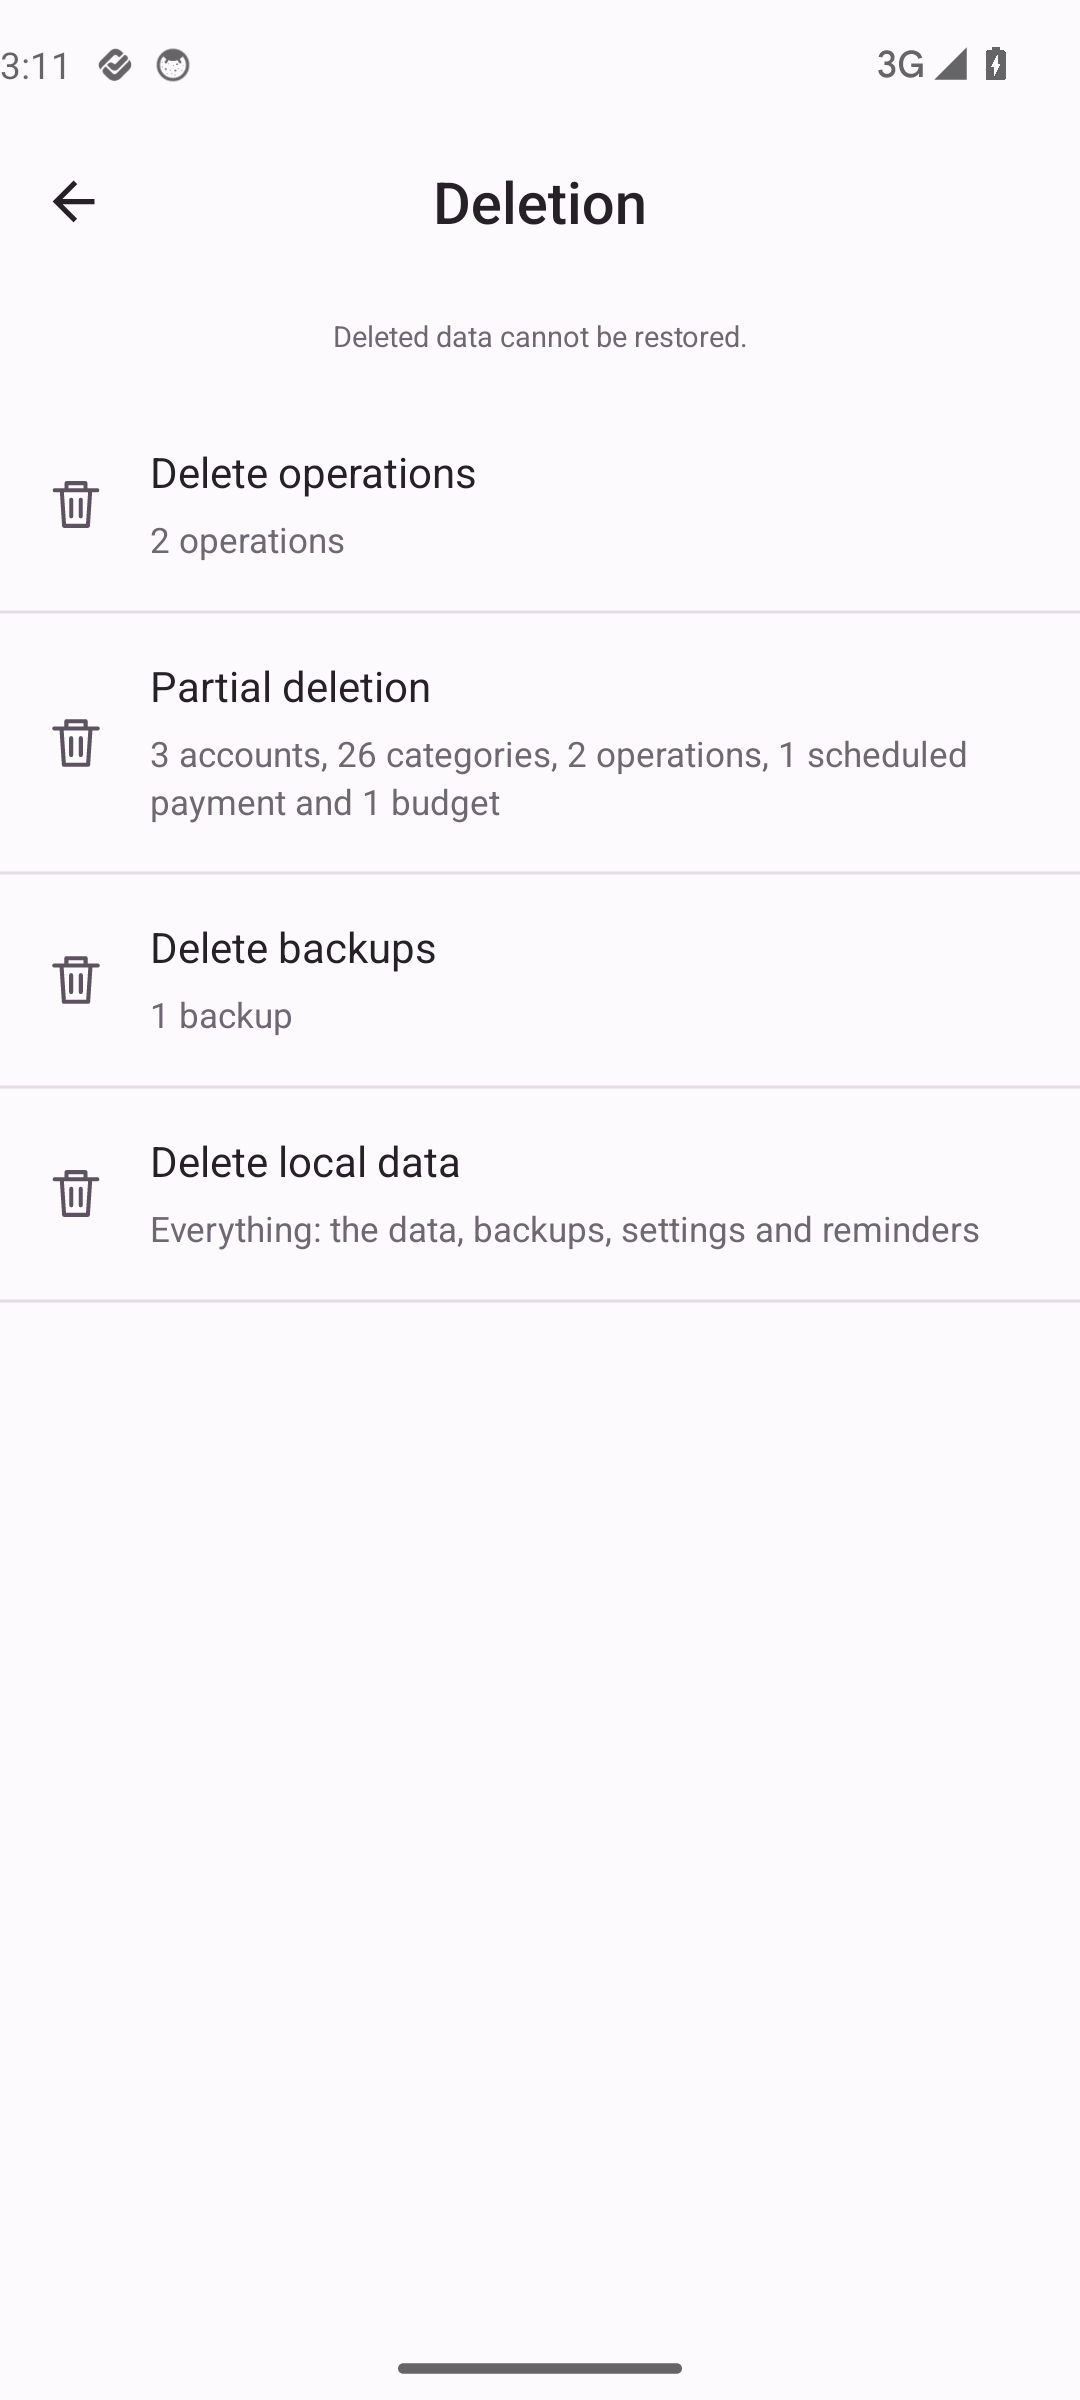 3:11
3G
Deletion
Deleted data cannot be restored.
Delete operations
2 operations
Partial deletion
3 accounts, 26 categories, 2 operations, 1 scheduled
payment and 1 budget
Delete backups
1 backup
Delete local data
Everything: the data, backups, settings and reminders